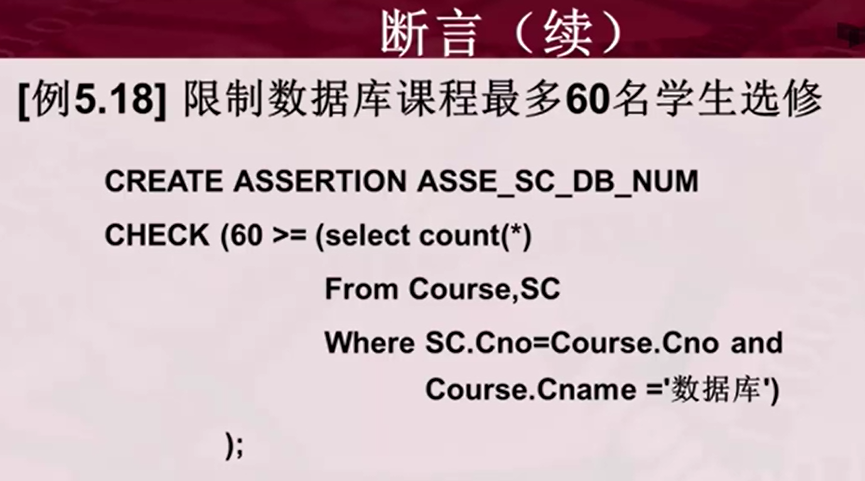 断言（续）
[例5.18] 限制数据库课程最多60名学生选修
CREATE ASSERTION ASSE_SC_DB_NUM
CHECK (60 >= (select count(*)
From Course,SC
Where SC.Cno=Course.Cno and
Course.Cname ='数据库')
);